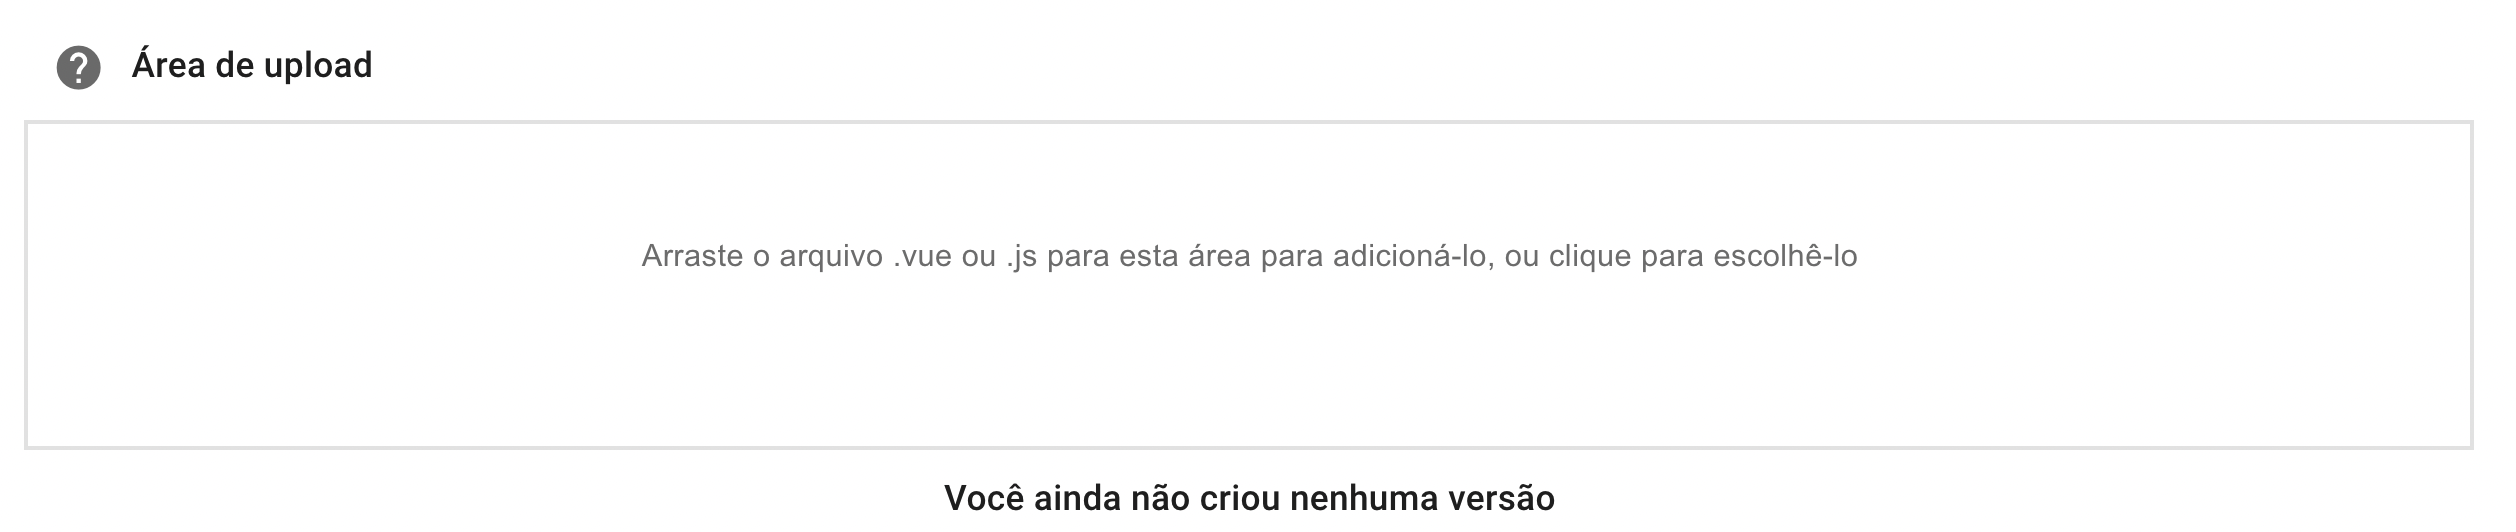 Área de upload
Arraste o arquivo .vue ou .js para esta área para adicioná-lo, ou clique para escolhê-lo
Você ainda não criou nenhuma versão